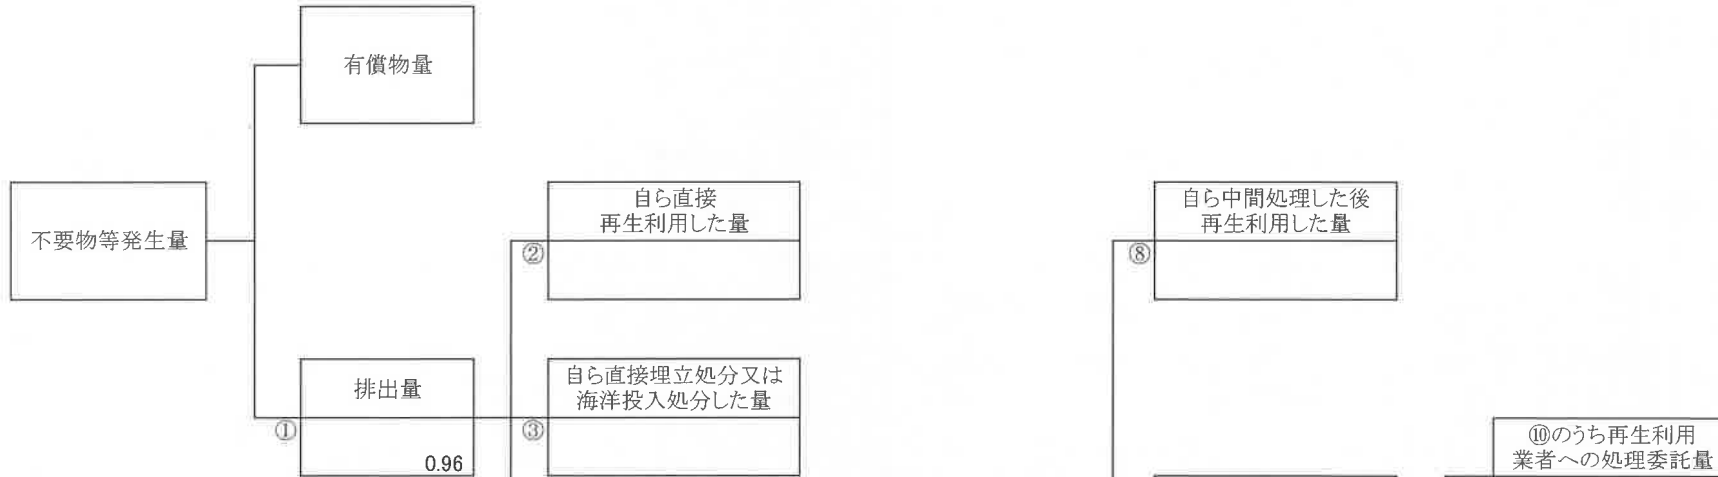 有償物量
不要物等発生量
自ら直接
再生利用した量
②
自ら中間処理した後
再生利用した量
⑧
排出量
①
0.96
自ら直接埋立処分又は
海洋投入処分した量
③
⑩のうち再生利用
業者への処理委託量